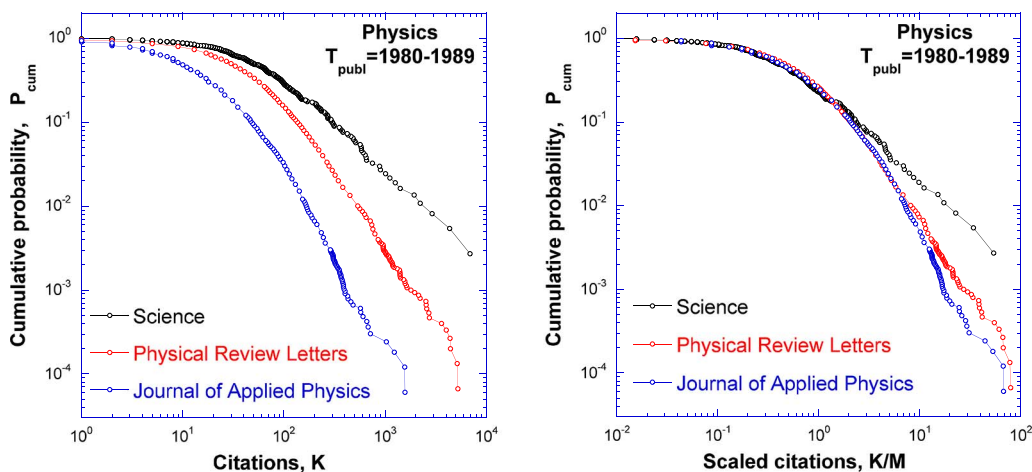 Physics
T_publ=1980-1989
Cumulative probability, P_cum
10^0
10^-1
10^-2
10^-3
10^-4
Science
Physical Review Letters
Journal of Applied Physics
10^0 10^1 10^2 10^3 10^4
Citations, K
Physics
T_publ=1980-1989
Cumulative probability, P_cum
10^0
10^-1
10^-2
10^-3
10^-4
Science
Physical Review Letters
Journal of Applied Physics
10^-2 10^-1 10^0 10^1 10^2
Scaled citations, K/M